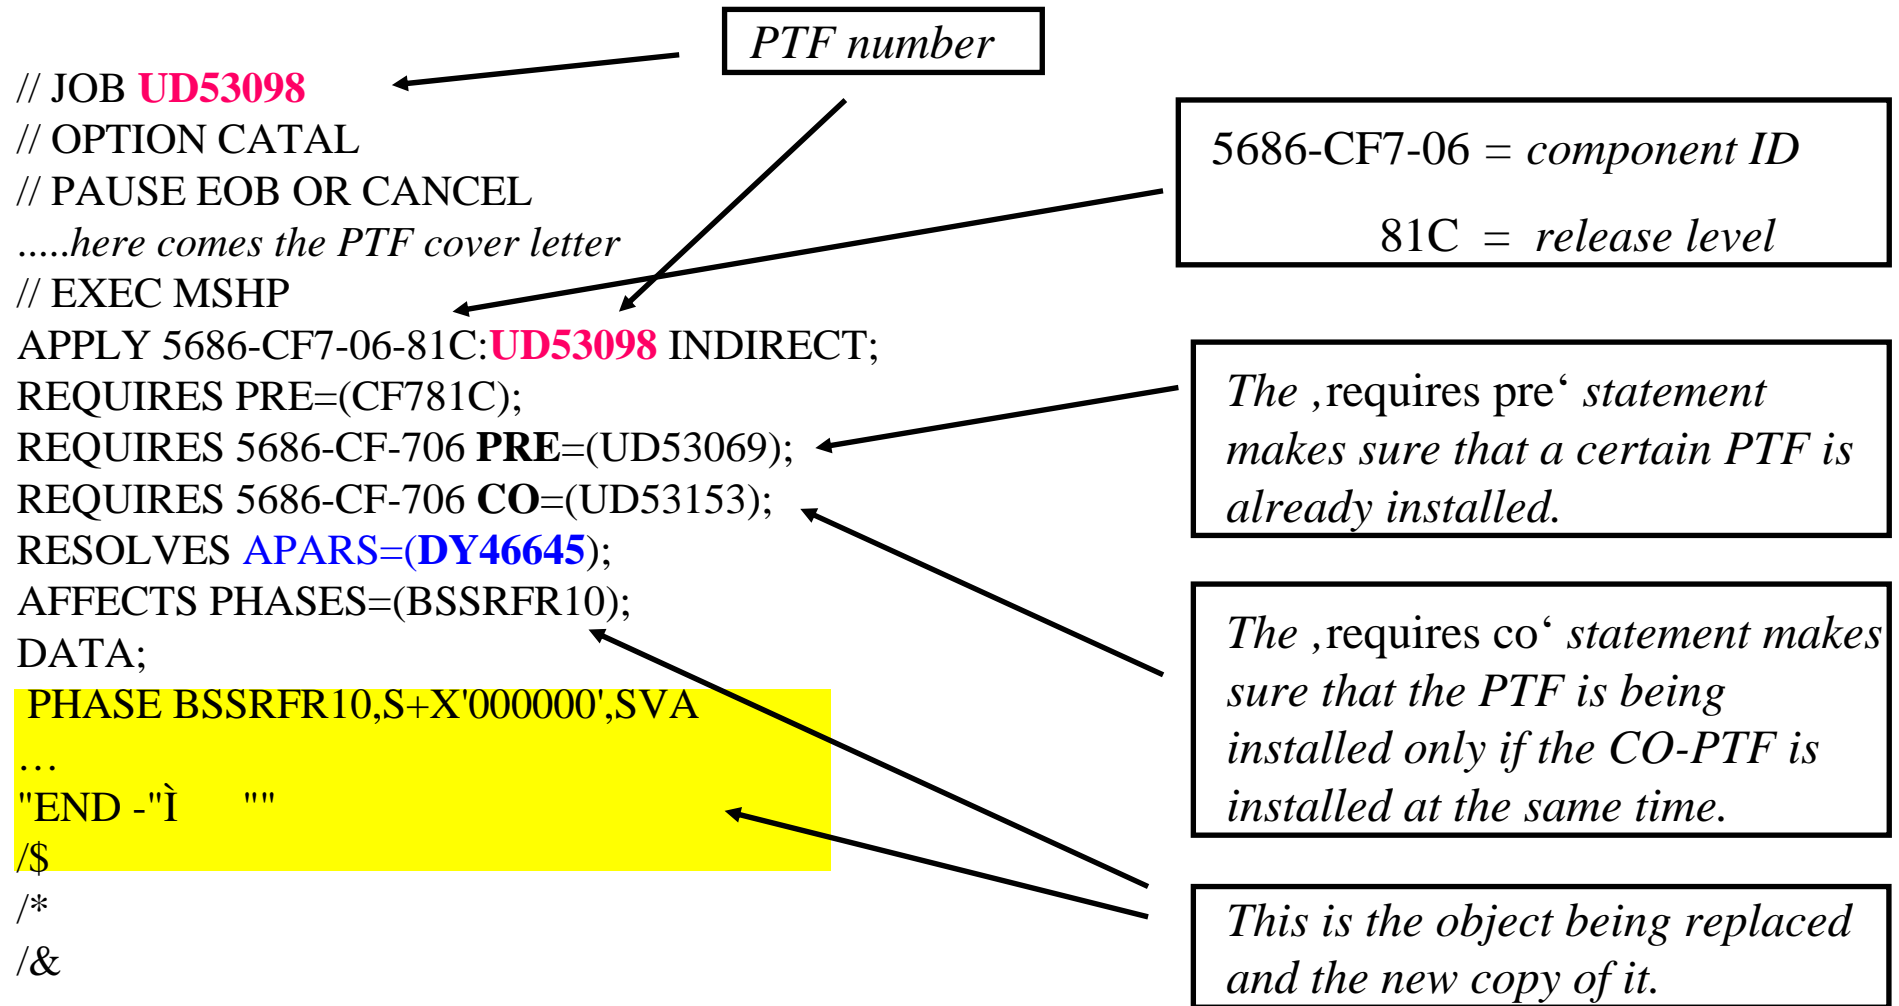 PTF number
// JOB UD53098
// OPTION CATAL
// PAUSE EOB OR CANCEL
.....here comes the PTF cover letter
// EXEC MSHP
APPLY 5686-CF7-06-81C:UD53098 INDIRECT;
REQUIRES PRE=(CF781C);
REQUIRES 5686-CF-706 PRE=(UD53069);
REQUIRES 5686-CF-706 CO=(UD53153);
RESOLVES APARS=(DY46645);
AFFECTS PHASES=(BSSRFR10);
DATA;
PHASE BSSRFR10,S+X'000000',SVA
…
"END -"Ì ""
/$
/*
/&
5686-CF7-06 = component ID
81C = release level
The ‚requires pre‘ statement
makes sure that a certain PTF is
already installed.
The ‚requires co‘ statement makes
sure that the PTF is being
installed only if the CO-PTF is
installed at the same time.
This is the object being replaced
and the new copy of it.